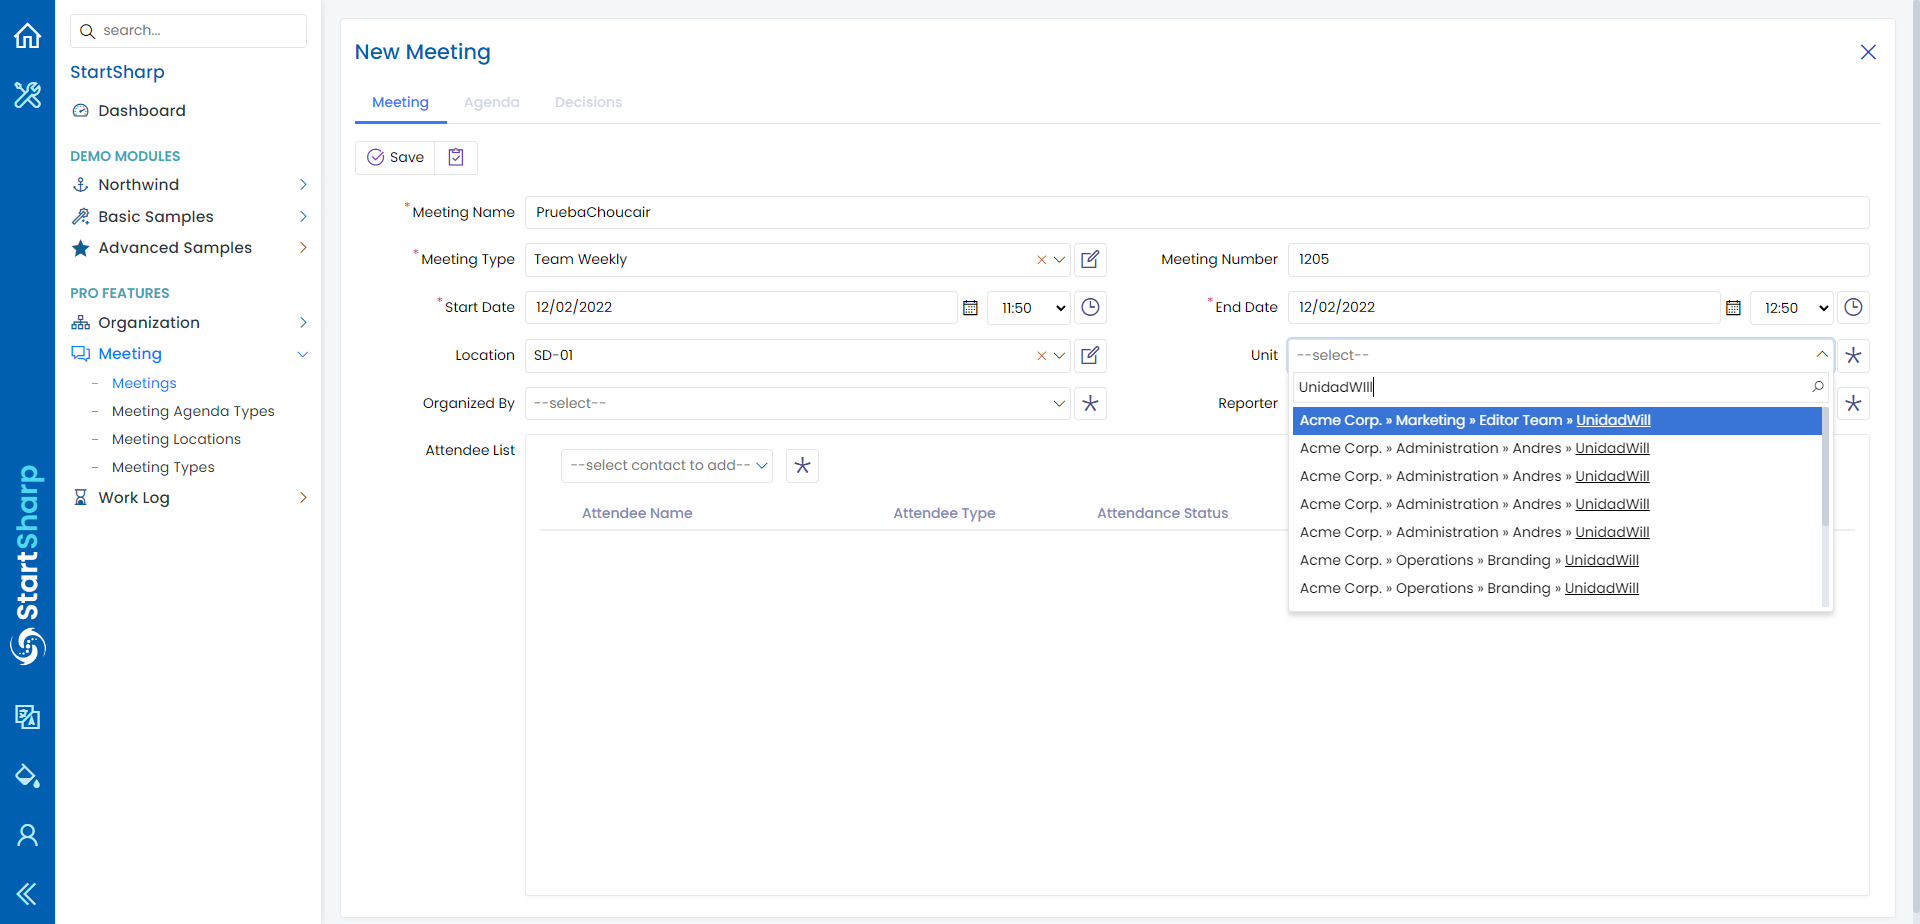 search...
StartSharp
Dashboard
DEMO MODULES
Northwind
Basic Samples
Advanced Samples
PRO FEATURES
Organization
Meeting
- Meetings
- Meeting Agenda Types
- Meeting Locations
- Meeting Types
Work Log
StartSharp
New Meeting
Meeting Agenda Decisions
Save
* Meeting Name PruebaChoucair
* Meeting Type Team Weekly Meeting Number 1205
* Start Date 12/02/2022 11:50 * End Date 12/02/2022 12:50
Location SD-01 Unit --select--
UnidadWIll
Organized By --select-- Reporter
Acme Corp. » Marketing » Editor Team » UnidadWill
Acme Corp. » Administration » Andres » UnidadWill
Acme Corp. » Administration » Andres » UnidadWill
Acme Corp. » Administration » Andres » UnidadWill
Acme Corp. » Administration » Andres » UnidadWill
Acme Corp. » Operations » Branding » UnidadWill
Acme Corp. » Operations » Branding » UnidadWill
Attendee List --select contact to add--
Attendee Name Attendee Type Attendance Status